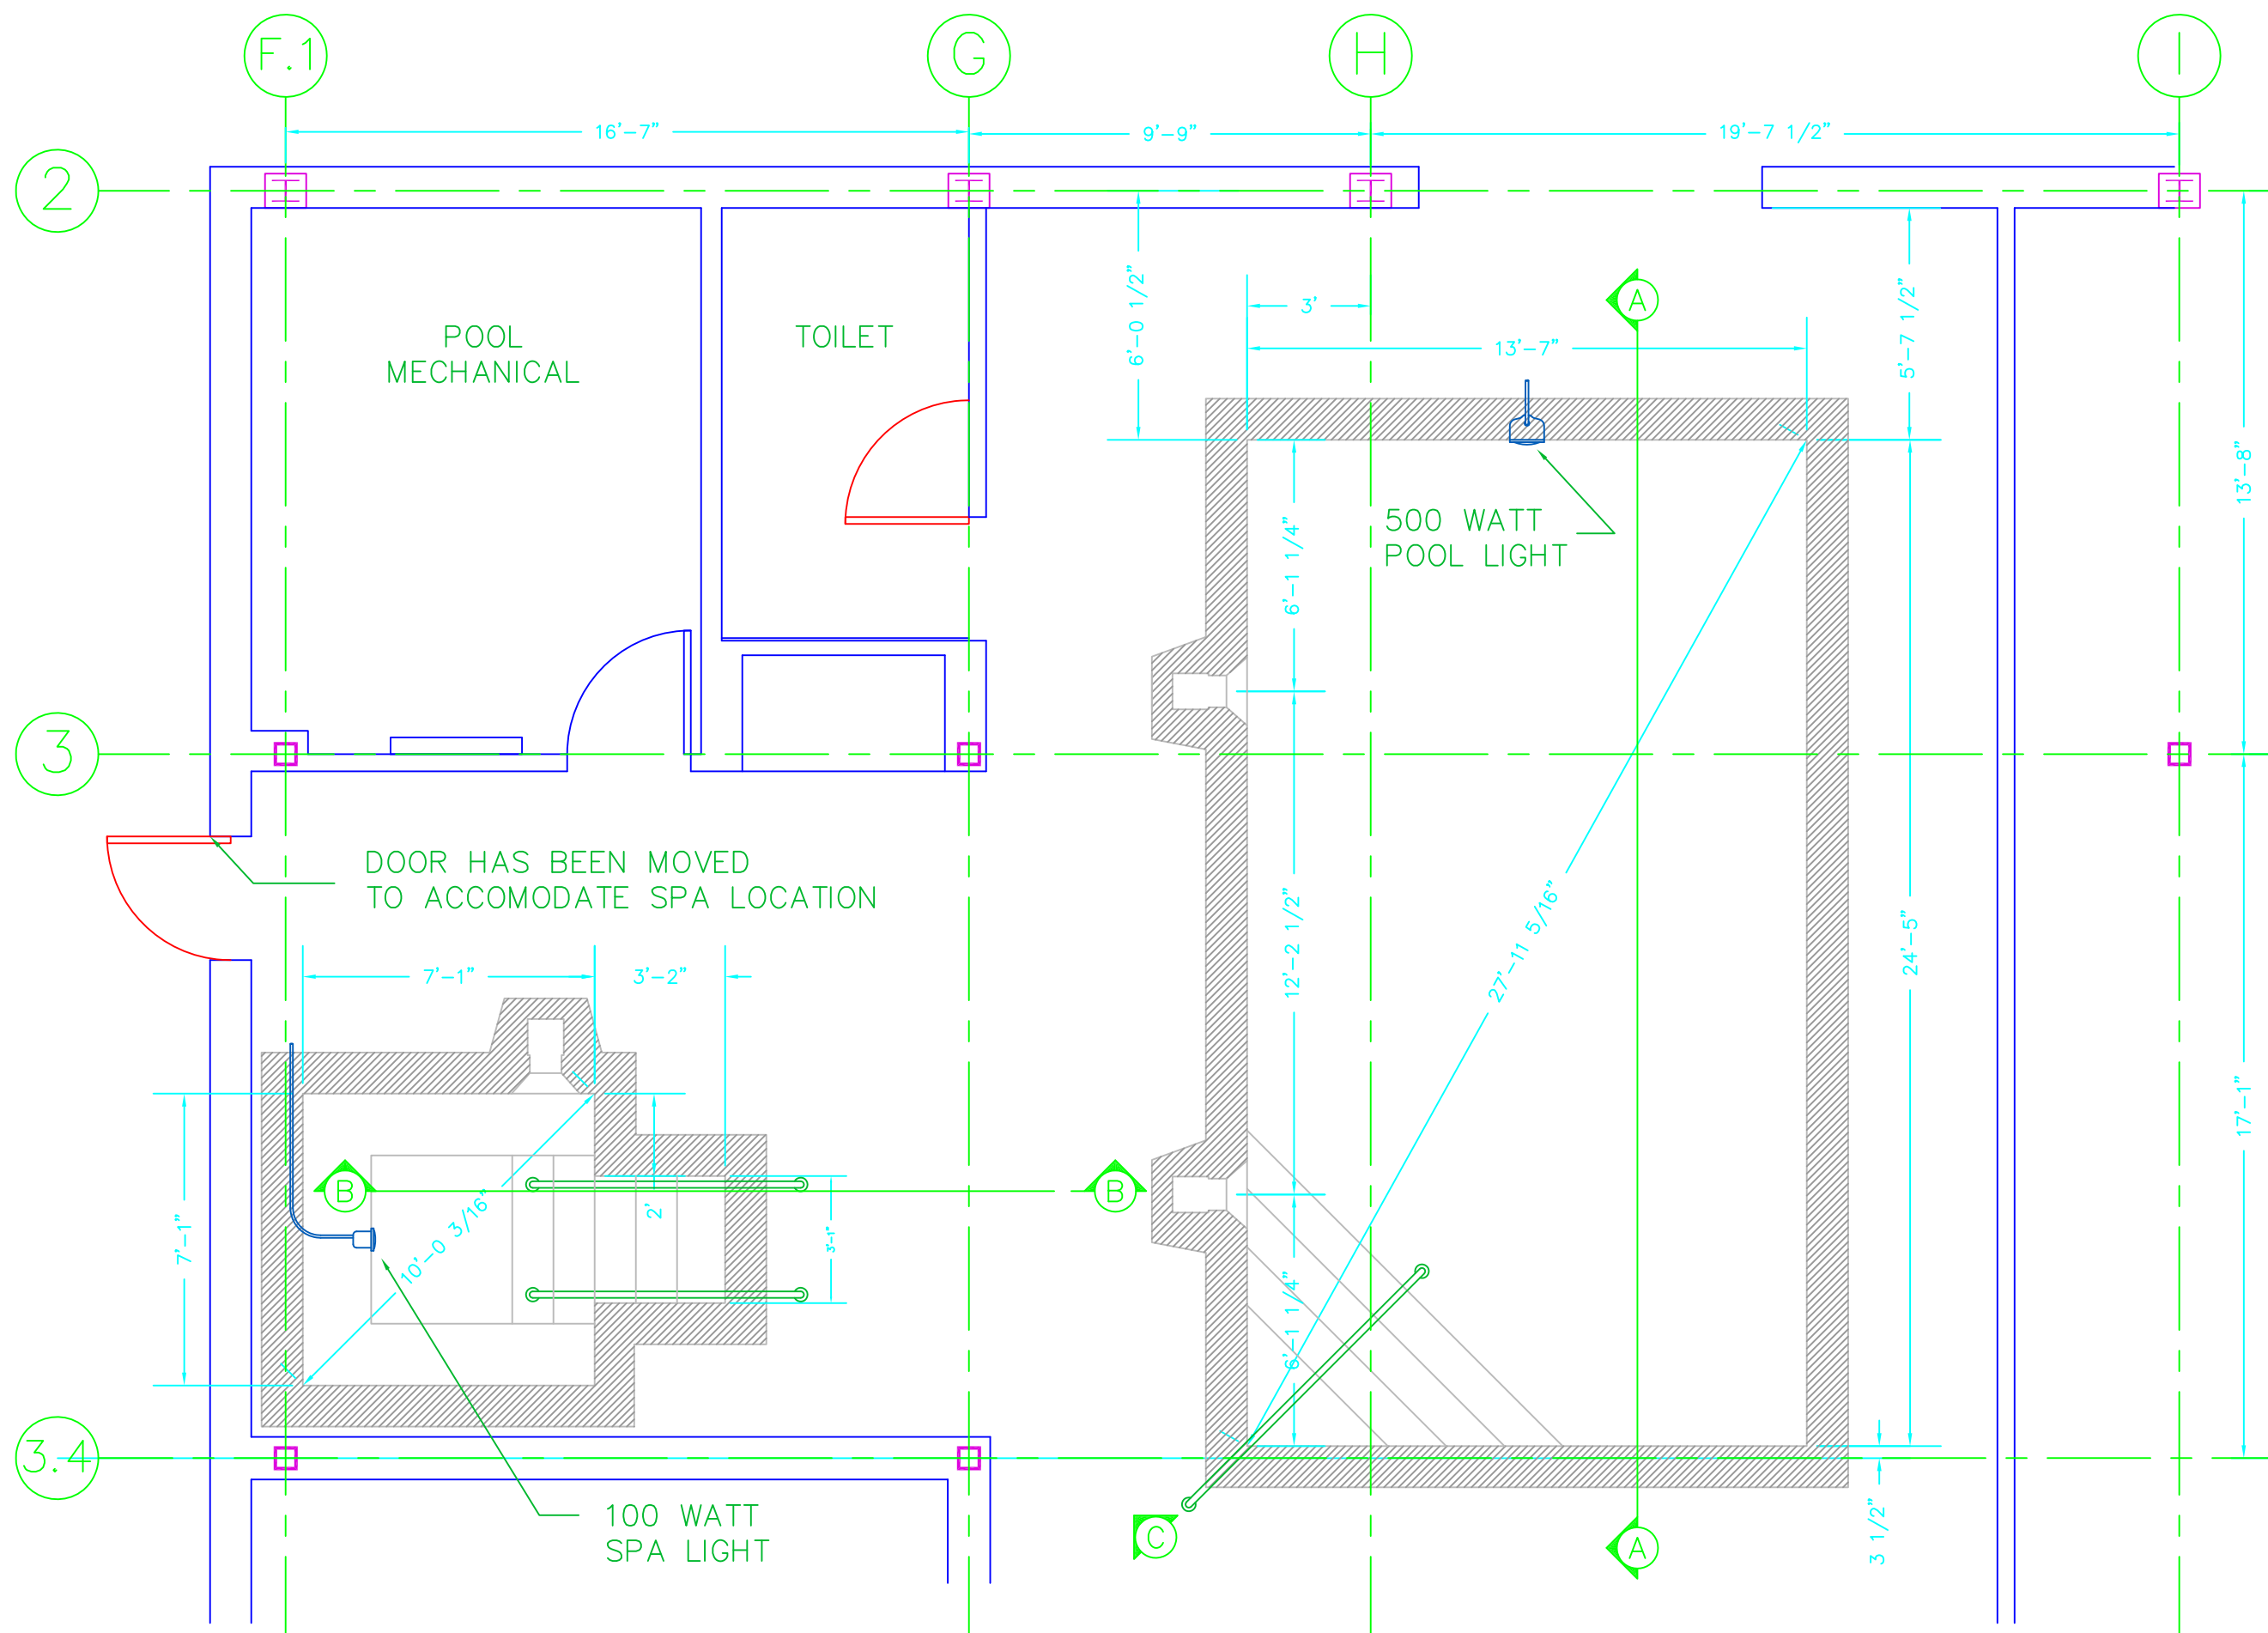 F.1
G
H
I
16'-7"
9'-9"
19'-7 1/2"
2
6'-0 1/2"
3'
A
5'-7 1/2"
POOL
MECHANICAL
TOILET
13'-7"
13'-8"
500 WATT
POOL LIGHT
6'-1 1/4"
3
DOOR HAS BEEN MOVED
TO ACCOMODATE SPA LOCATION
12'-2 1/2"
27'-11 5/16"
24'-5"
7'-1"
3'-2"
17'-1"
B
B
2'
7'-1"
10'-0 3/16"
3'-1"
6'-1 1/4"
3.4
100 WATT
SPA LIGHT
C
A
3 1/2"